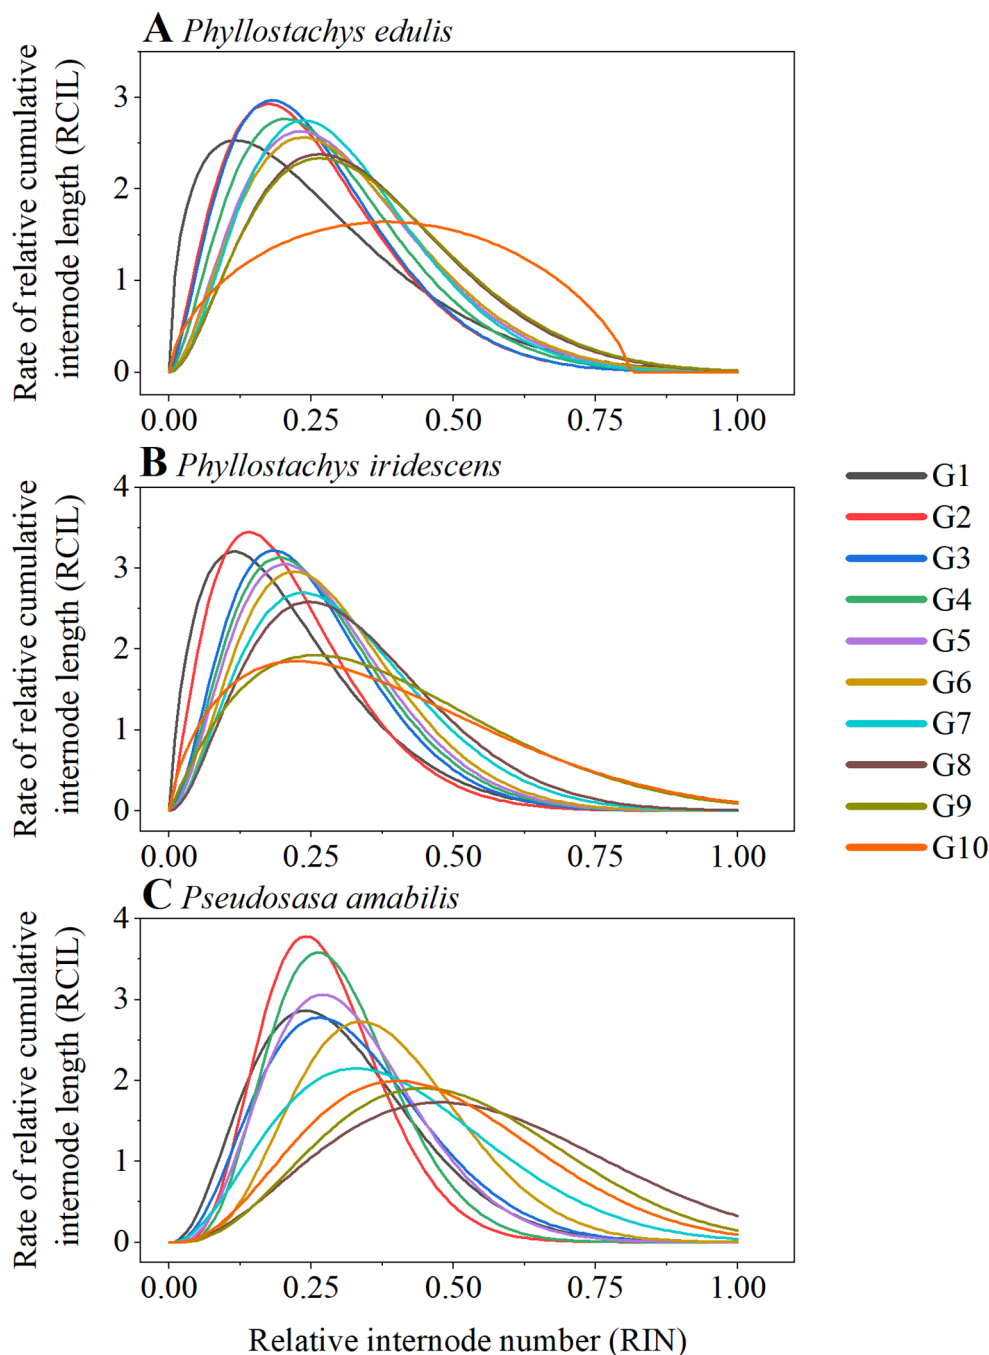 A Phyllostachys edulis
Rate of relative cumulative
internode length (RCIL)
3
2
1
0
0.00 0.25 0.50 0.75 1.00
B Phyllostachys iridescens
Rate of relative cumulative
internode length (RCIL)
4
3
2
1
0
0.00 0.25 0.50 0.75 1.00
G1
G2
G3
G4
G5
G6
G7
G8
G9
G10
C Pseudosasa amabilis
Rate of relative cumulative
internode length (RCIL)
4
3
2
1
0
0.00 0.25 0.50 0.75 1.00
Relative internode number (RIN)